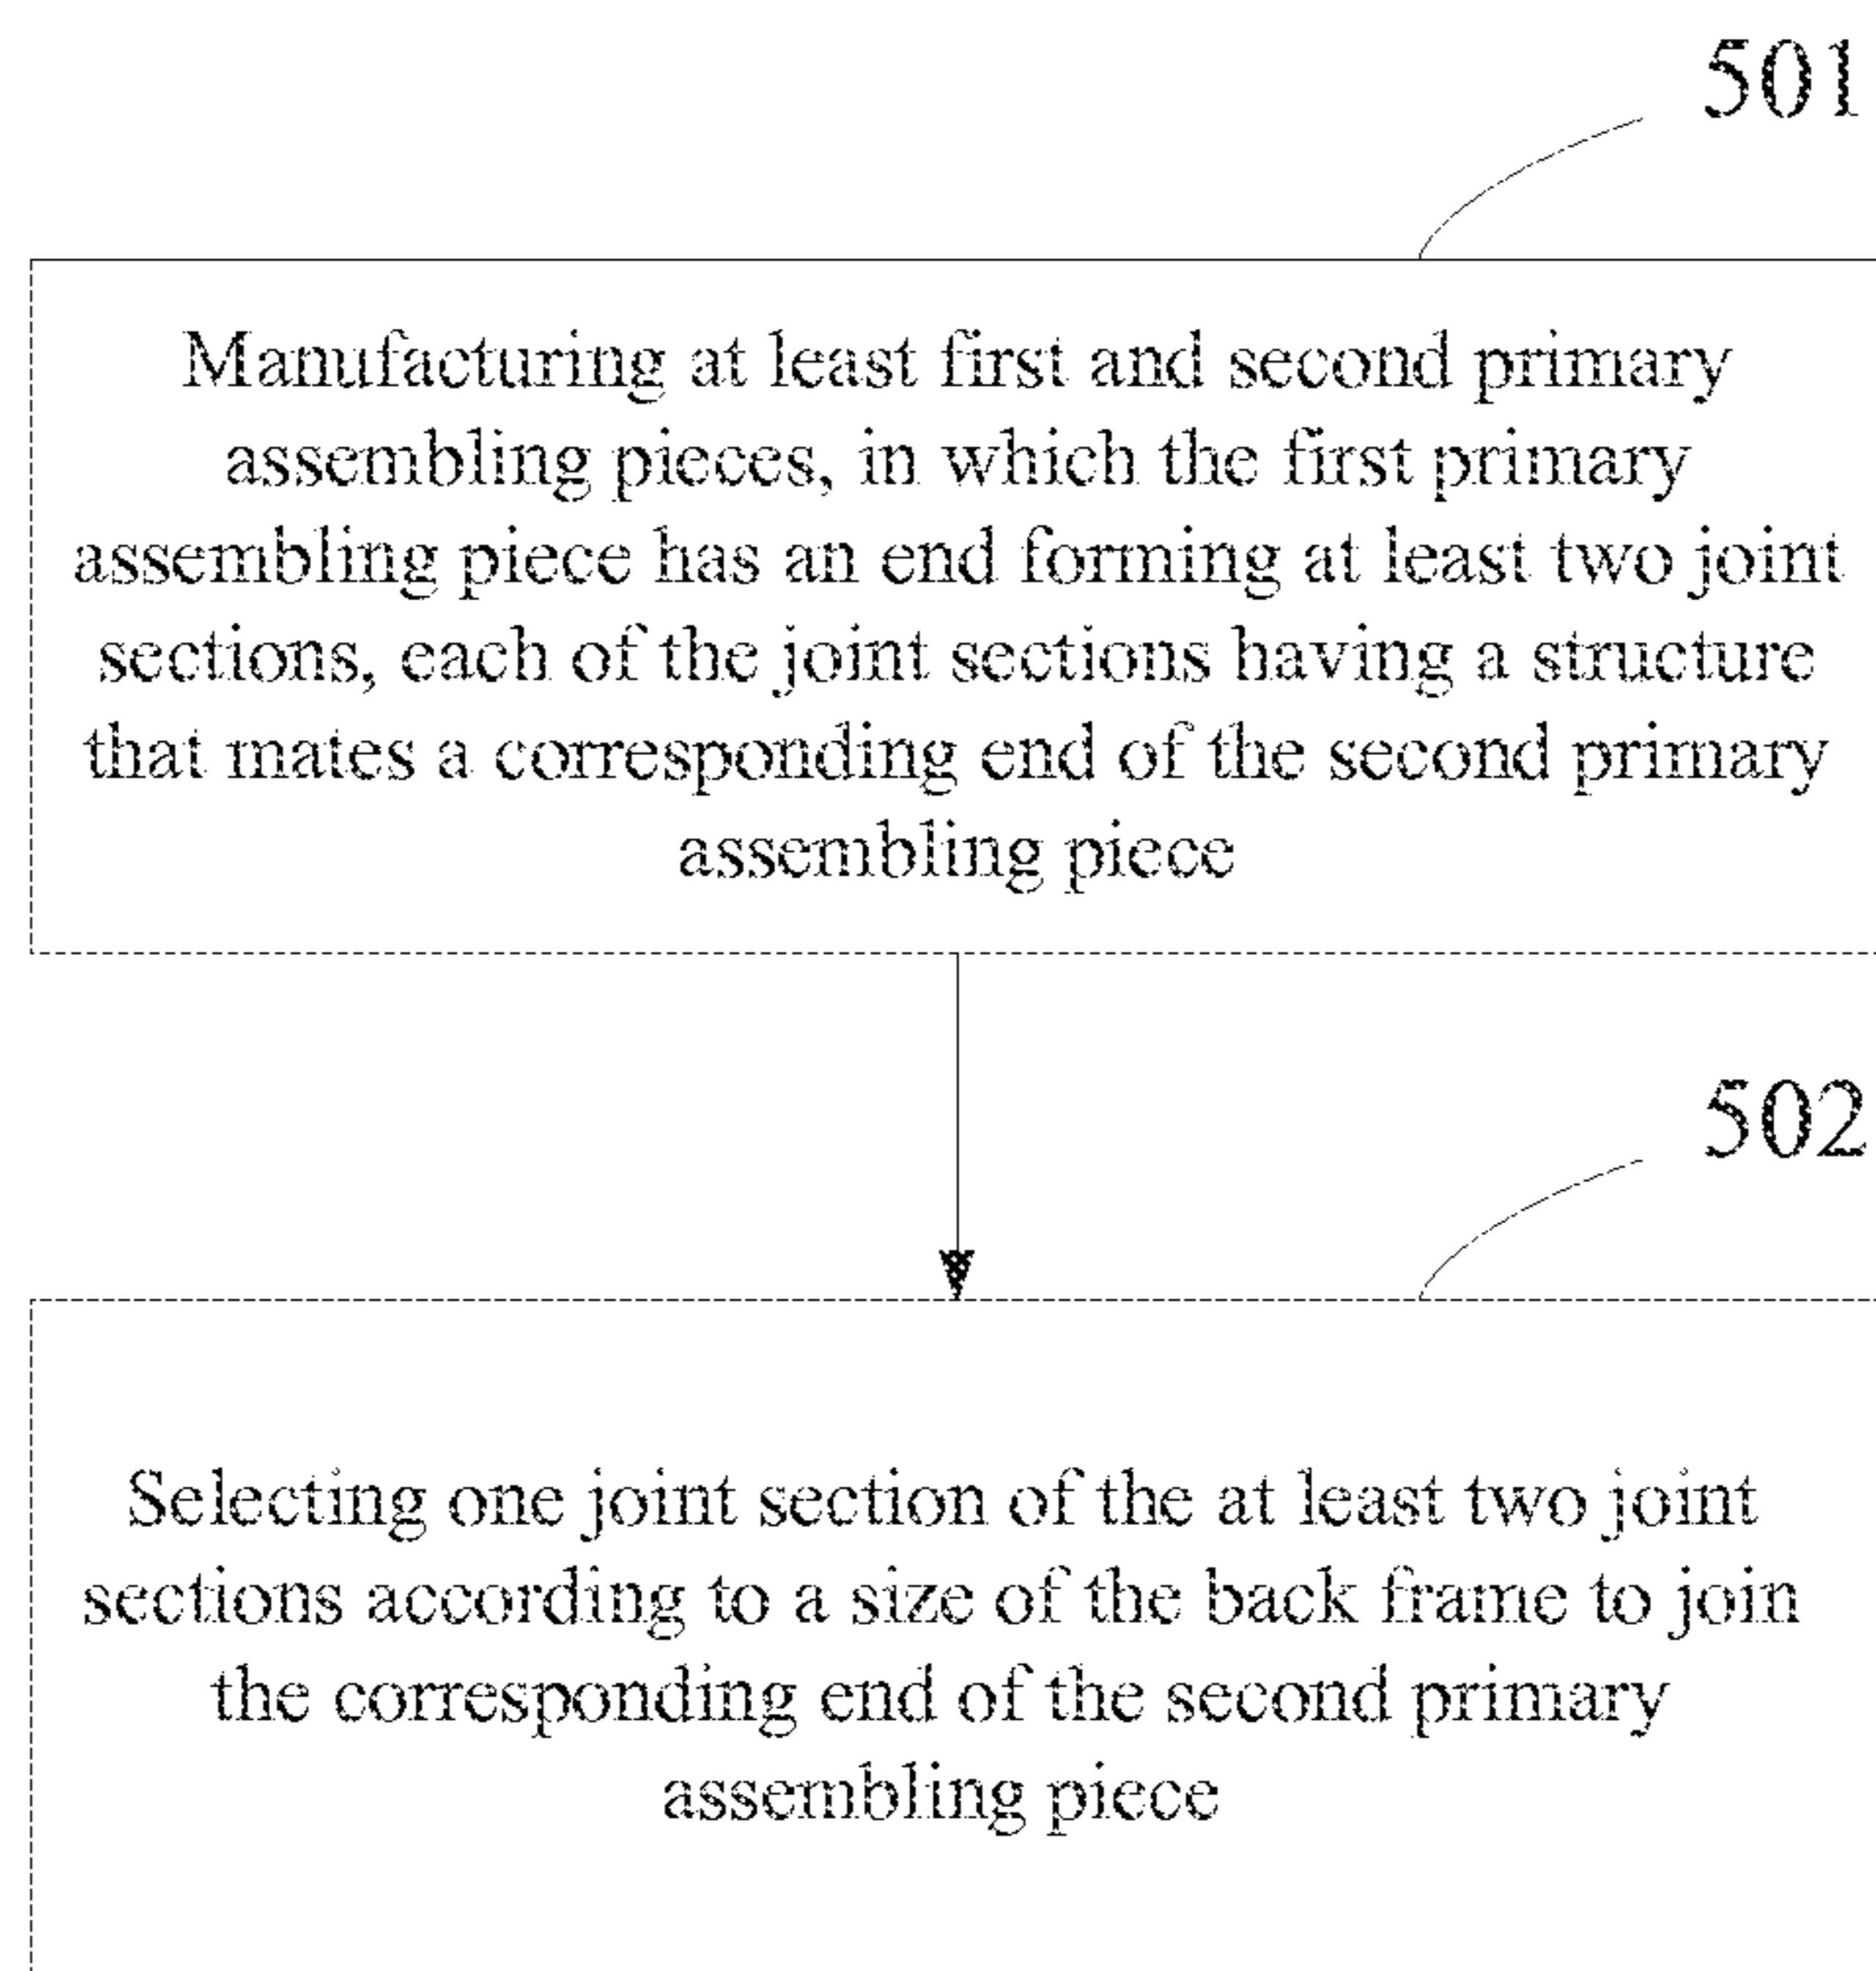 501
Manufacturing at least first and second primary
assembling pieces, in which the first primary
assembling piece has an end forming at least two joint
sections, each of the joint sections having a structure
that mates a corresponding end of the second primary
assembling piece
502
Selecting one joint section of the at least two joint
sections according to a size of the back frame to join
the corresponding end of the second primary
assembling piece